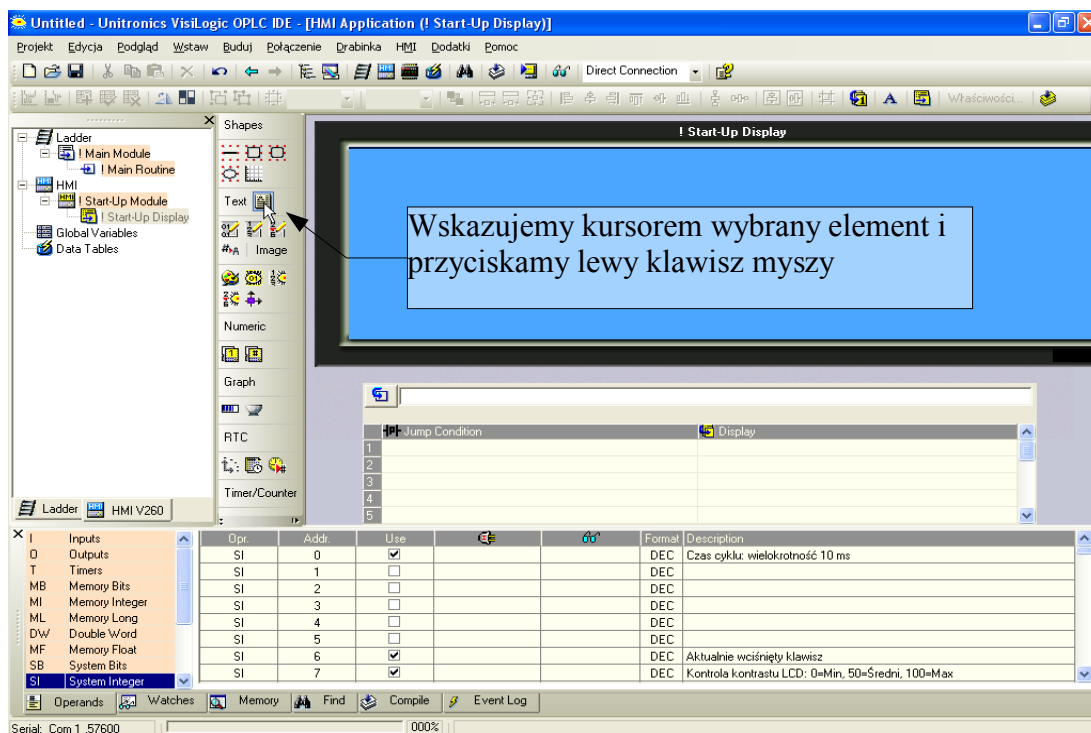 Untitled - Unitronics VisiLogic OPLC IDE - [HMI Application (! Start-Up Display)]
Projekt Edycja Podgląd Wstaw Buduj Połączenie Drabinka HMI Dodatki Pomoc
Direct Connection
A Właściwości...
Ladder
! Main Module
! Main Routine
HMI
! Start-Up Module
! Start-Up Display
Global Variables
Data Tables
Ladder HMI V260
Shapes
Text
Image
Numeric
Graph
RTC
Timer/Counter
! Start-Up Display
Wskazujemy kursorem wybrany element i
przyciskamy lewy klawisz myszy
Jump Condition Display
1
2
3
4
5
I Inputs
O Outputs
T Timers
MB Memory Bits
MI Memory Integer
ML Memory Long
DW Double Word
MF Memory Float
SB System Bits
SI System Integer
Opr. Addr. Use Format Description
SI 0 DEC Czas cyklu: wielokrotność 10 ms
SI 1 DEC
SI 2 DEC
SI 3 DEC
SI 4 DEC
SI 5 DEC
SI 6 DEC Aktualnie wciśnięty klawisz
SI 7 DEC Kontrola kontrastu LCD: 0=Min, 50=Średni, 100=Max
Operands Watches Memory Find Compile Event Log
Serial: Com 1 .57600 000%